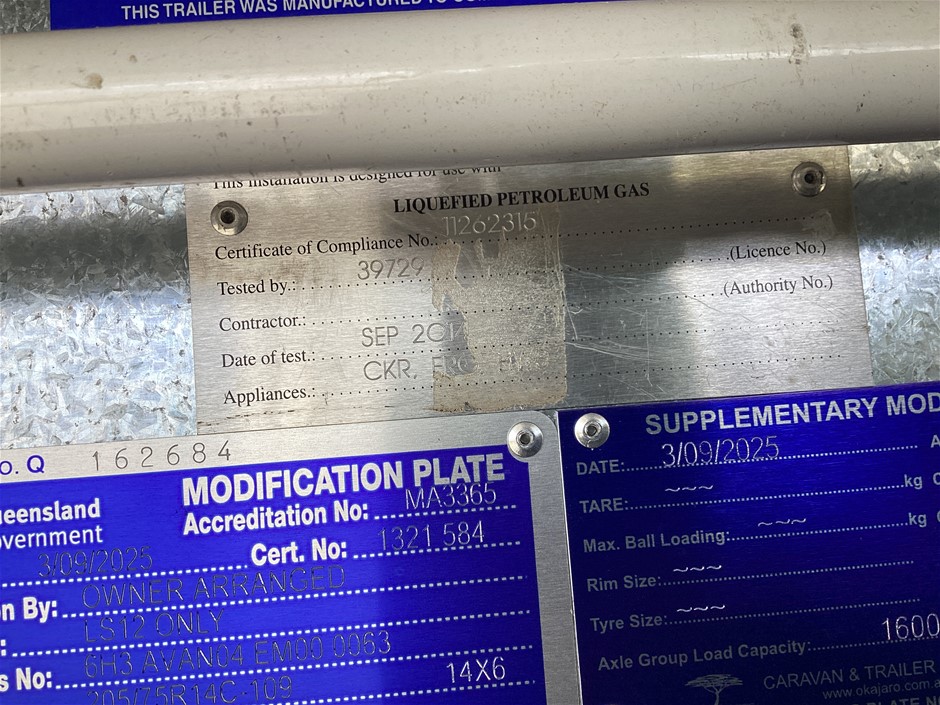 THIS TRAILER WAS MANUFACTURED TO
This installation is designed for use with
LIQUEFIED PETROLEUM GAS
Certificate of Compliance No.: 11262315
Tested by.: 39729 (Licence No.)
Contractor.: (Authority No.)
Date of test.: SEP 201
Appliances.: CKR,
o. Q 162684
MODIFICATION PLATE
ueensland
overnment
Accreditation No: MA3365
3/09/2025
Cert. No: 1321 584
on By: OWNER ARRANGED
: LS12 ONLY
s No: 6H3 AVAN04 EM00 0063
205/75R14C-109
14X6
SUPPLEMENTARY MOD
DATE: 3/09/2025 A
TARE: ~~~ kg
Max. Ball Loading: ~~~ kg
Rim Size: ~~~
Tyre Size: ~~~
Axle Group Load Capacity: 1600
CARAVAN & TRAILER
www.okajaro.com.a
PLATE N